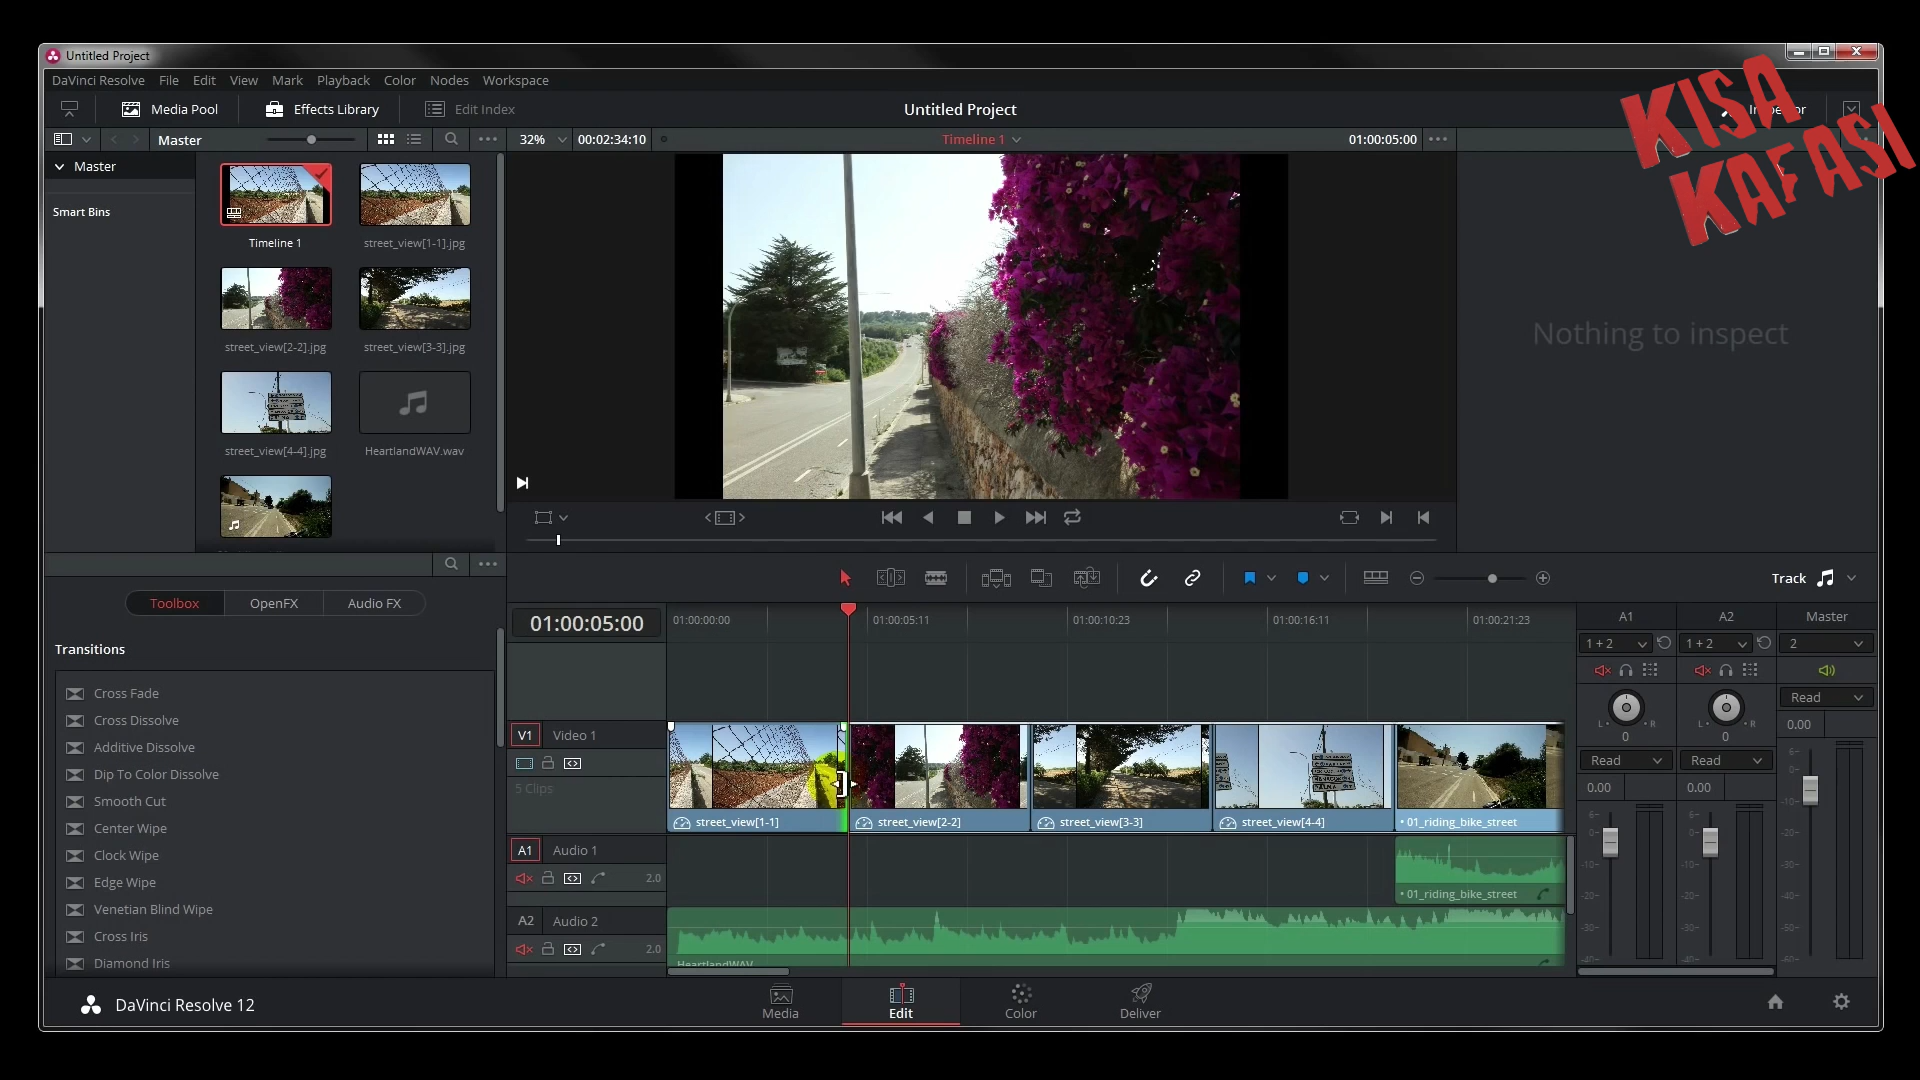 Untitled Project
DaVinci Resolve File Edit View Mark Playback Color Nodes Workspace
Media Pool Effects Library Edit Index Untitled Project
KISA
KAFASI
Master 32% 00:02:34:10 Timeline 1 01:00:05:00
Master
Smart Bins
Timeline 1 street_view[1-1].jpg
street_view[2-2].jpg street_view[3-3].jpg
street_view[4-4].jpg HeartlandWAV.wav
Nothing to inspect
Toolbox OpenFX Audio FX
Transitions
Cross Fade
Cross Dissolve
Additive Dissolve
Dip To Color Dissolve
Smooth Cut
Center Wipe
Clock Wipe
Edge Wipe
Venetian Blind Wipe
Cross Iris
Diamond Iris
Track
01:00:05:00 01:00:00:00 01:00:05:11 01:00:10:23 01:00:16:11 01:00:21:23
V1 Video 1
5 Clips
street_view[1-1] street_view[2-2] street_view[3-3] street_view[4-4] • 01_riding_bike_street
A1 Audio 1
2.0
• 01_riding_bike_street
A2 Audio 2
2.0
HeartlandWAV
A1 A2 Master
1 + 2 1 + 2 2
L R L R Read
0 0 0.00
Read Read
0.00 0.00
DaVinci Resolve 12
Media Edit Color Deliver